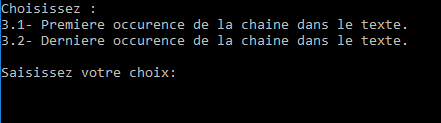 Choisissez :
3.1- Premiere occurence de la chaine dans le texte.
3.2- Derniere occurence de la chaine dans le texte.
Saisissez votre choix: